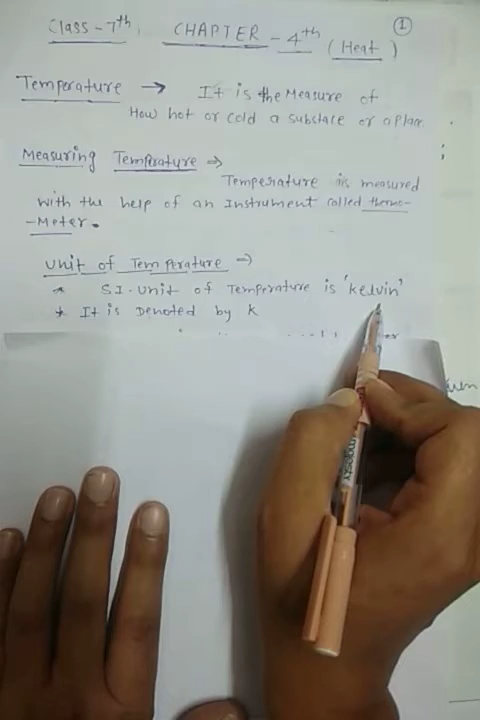 1
Class - 7th, CHAPTER - 4th (Heat)
Temperature → It is the Measure of
How hot or cold a substace or a place
Measuring Temperature ⇒
Temperature is measured
with the help of an Instrument called thermo-
-Meter.
Unit of Temperature ⇒
* S.I. unit of Temperature is 'kelvin'
* It is Denoted by k